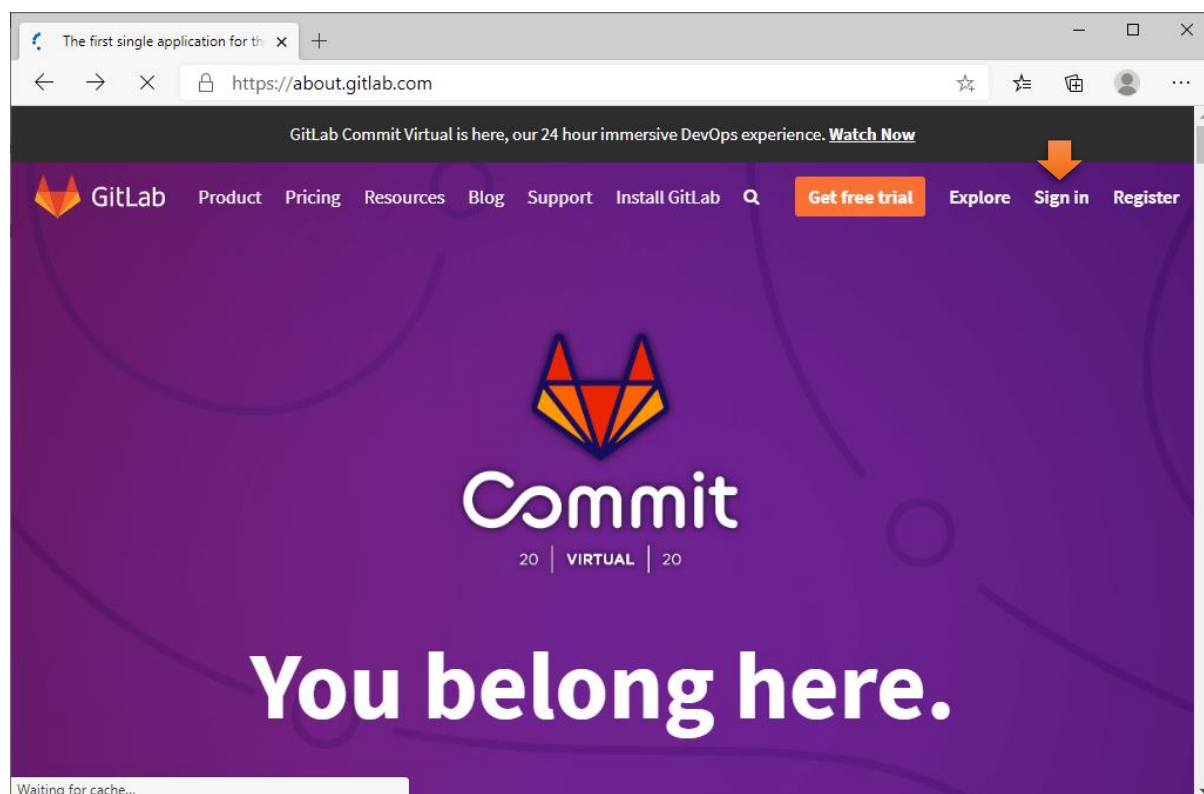 The first single application for th
https://about.gitlab.com
GitLab Commit Virtual is here, our 24 hour immersive DevOps experience. Watch Now
GitLab Product Pricing Resources Blog Support Install GitLab Get free trial Explore Sign in Register
Commit
20 | VIRTUAL | 20
You belong here.
Waiting for cache...